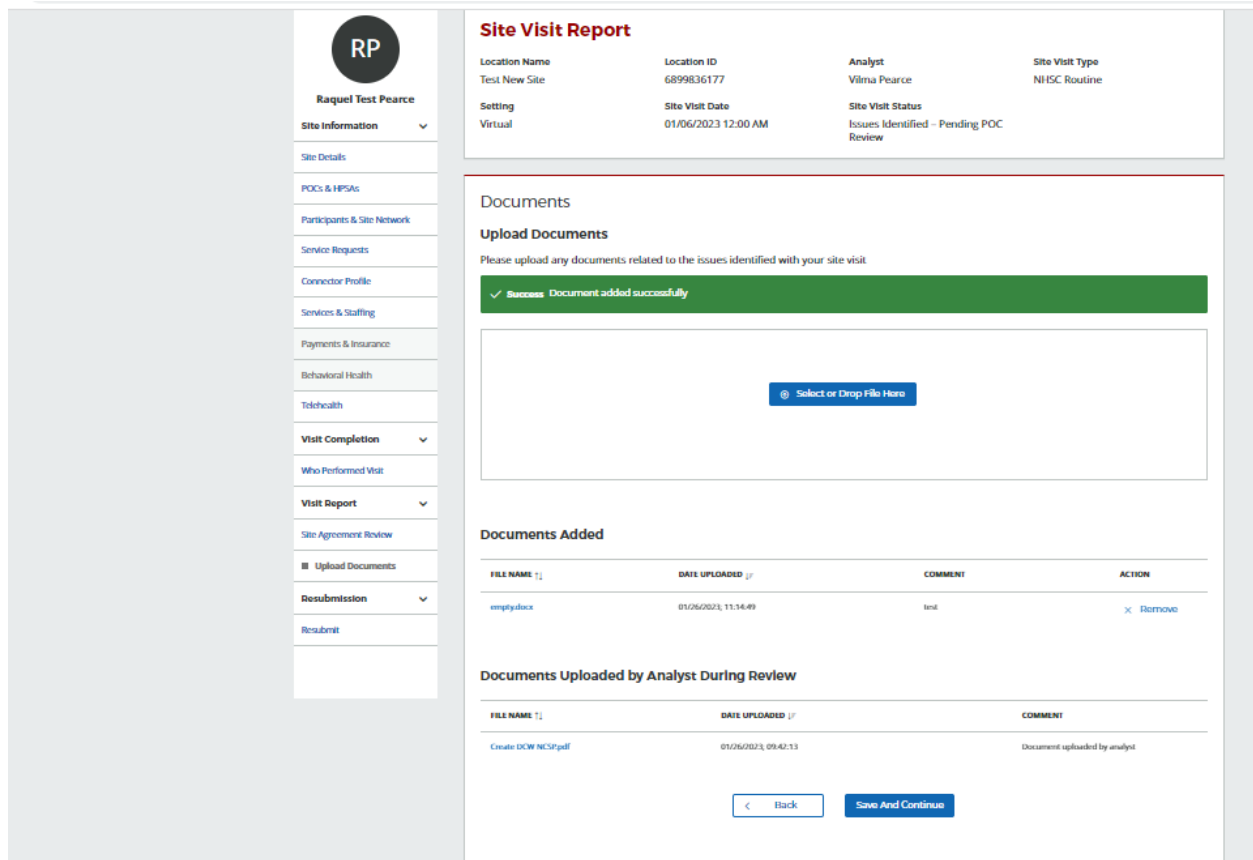 RP
Raquel Test Pearce
Site Information
Site Details
POCs & HPSAs
Participants & Site Network
Service Requests
Connector Profile
Services & Staffing
Payments & Insurance
Behavioral Health
Telehealth
Visit Completion
Who Performed Visit
Visit Report
Site Agreement Review
Upload Documents
Resubmission
Resubmit
Site Visit Report
Location Name Location ID Analyst Site Visit Type
Test New Site 6899836177 Vilma Pearce NHSC Routine
Setting Site Visit Date Site Visit Status
Virtual 01/06/2023 12:00 AM Issues Identified – Pending POC
Review
Documents
Upload Documents
Please upload any documents related to the issues identified with your site visit
Success Document added successfully
Select or Drop File Here
Documents Added
FILE NAME DATE UPLOADED COMMENT ACTION
empty.docx 01/26/2023, 11:14:49 test Remove
Documents Uploaded by Analyst During Review
FILE NAME DATE UPLOADED COMMENT
Create DCW NCSP.pdf 01/26/2023, 09:42:13 Document uploaded by analyst
Back Save And Continue